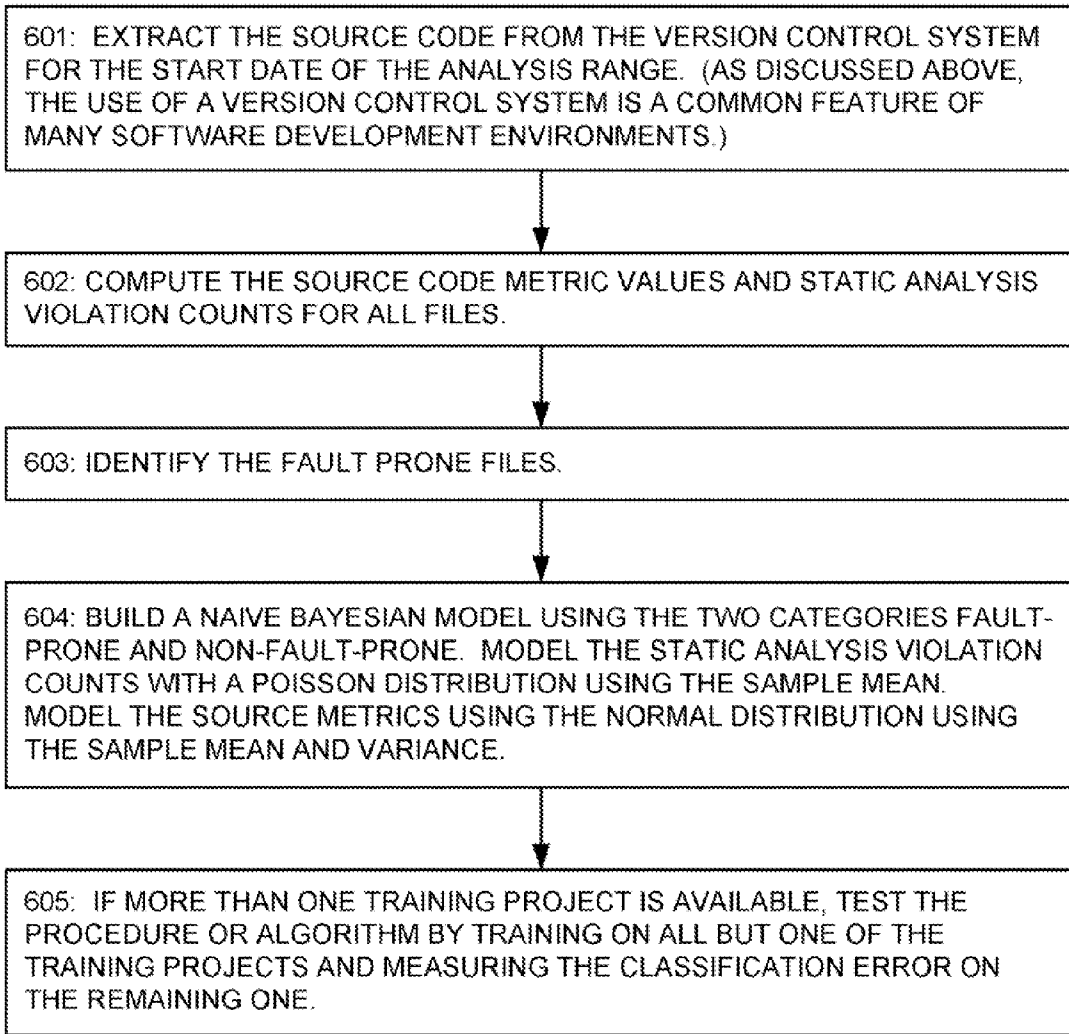 601: EXTRACT THE SOURCE CODE FROM THE VERSION CONTROL SYSTEM
FOR THE START DATE OF THE ANALYSIS RANGE. (AS DISCUSSED ABOVE,
THE USE OF A VERSION CONTROL SYSTEM IS A COMMON FEATURE OF
MANY SOFTWARE DEVELOPMENT ENVIRONMENTS.)
602: COMPUTE THE SOURCE CODE METRIC VALUES AND STATIC ANALYSIS
VIOLATION COUNTS FOR ALL FILES.
603: IDENTIFY THE FAULT PRONE FILES.
604: BUILD A NAIVE BAYESIAN MODEL USING THE TWO CATEGORIES FAULT-
PRONE AND NON-FAULT-PRONE. MODEL THE STATIC ANALYSIS VIOLATION
COUNTS WITH A POISSON DISTRIBUTION USING THE SAMPLE MEAN.
MODEL THE SOURCE METRICS USING THE NORMAL DISTRIBUTION USING
THE SAMPLE MEAN AND VARIANCE.
605: IF MORE THAN ONE TRAINING PROJECT IS AVAILABLE, TEST THE
PROCEDURE OR ALGORITHM BY TRAINING ON ALL BUT ONE OF THE
TRAINING PROJECTS AND MEASURING THE CLASSIFICATION ERROR ON
THE REMAINING ONE.